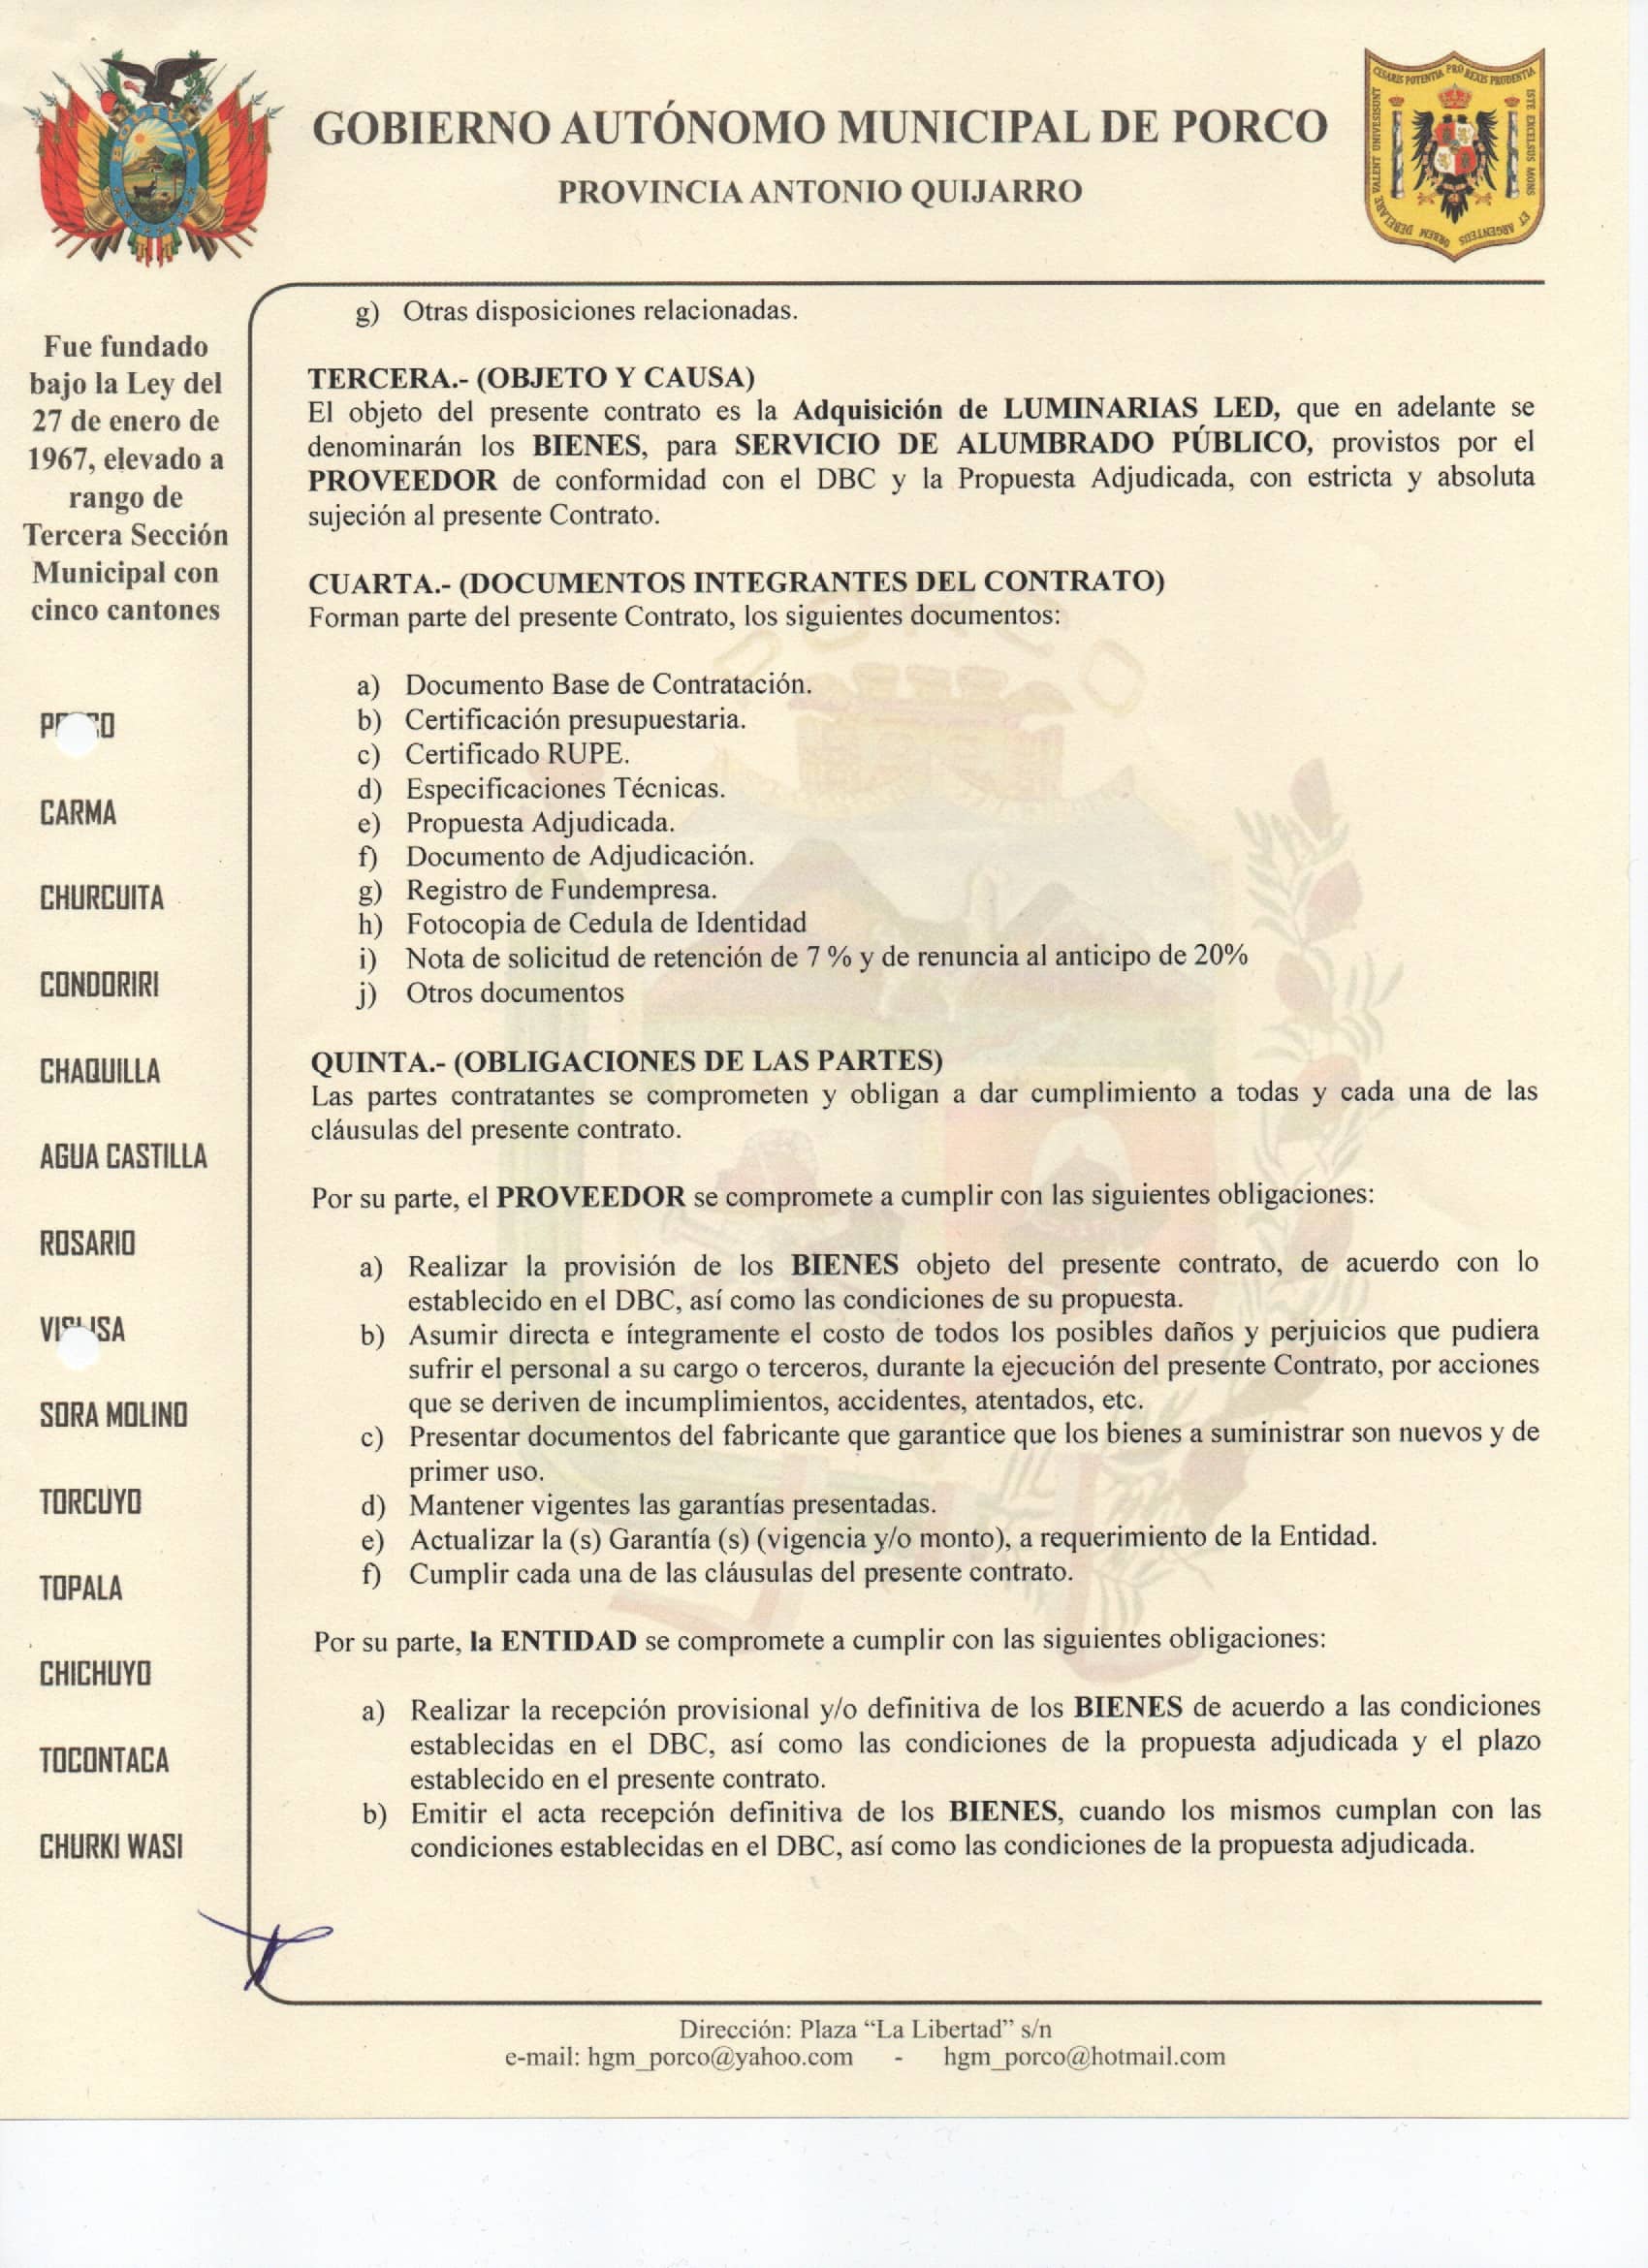 GOBIERNO AUTÓNOMO MUNICIPAL DE PORCO
PROVINCIA ANTONIO QUIJARRO
CESARIS POTENTIA PRO REXIS PRUDENTIA
ISTE EXCELSUS MONS
ET ARGENTEUS
ORBEM
VALENT UNIVERSUNT
Fue fundado
bajo la Ley del
27 de enero de
1967, elevado a
rango de
Tercera Sección
Municipal con
cinco cantones
CARMA
CHURCUITA
CONDORIRI
CHAQUILLA
AGUA CASTILLA
ROSARIO
SORA MOLINO
TORCUYO
TOPALA
CHICHUYO
TOCONTACA
CHURKI WASI
g) Otras disposiciones relacionadas.
TERCERA.- (OBJETO Y CAUSA)
El objeto del presente contrato es la Adquisición de LUMINARIAS LED, que en adelante se
denominarán los BIENES, para SERVICIO DE ALUMBRADO PÚBLICO, provistos por el
PROVEEDOR de conformidad con el DBC y la Propuesta Adjudicada, con estricta y absoluta
sujeción al presente Contrato.
CUARTA.- (DOCUMENTOS INTEGRANTES DEL CONTRATO)
Forman parte del presente Contrato, los siguientes documentos:
a) Documento Base de Contratación.
b) Certificación presupuestaria.
c) Certificado RUPE.
d) Especificaciones Técnicas.
e) Propuesta Adjudicada.
f) Documento de Adjudicación.
g) Registro de Fundempresa.
h) Fotocopia de Cedula de Identidad
i) Nota de solicitud de retención de 7 % y de renuncia al anticipo de 20%
j) Otros documentos
QUINTA.- (OBLIGACIONES DE LAS PARTES)
Las partes contratantes se comprometen y obligan a dar cumplimiento a todas y cada una de las
cláusulas del presente contrato.
Por su parte, el PROVEEDOR se compromete a cumplir con las siguientes obligaciones:
a) Realizar la provisión de los BIENES objeto del presente contrato, de acuerdo con lo
establecido en el DBC, así como las condiciones de su propuesta.
b) Asumir directa e íntegramente el costo de todos los posibles daños y perjuicios que pudiera
sufrir el personal a su cargo o terceros, durante la ejecución del presente Contrato, por acciones
que se deriven de incumplimientos, accidentes, atentados, etc.
c) Presentar documentos del fabricante que garantice que los bienes a suministrar son nuevos y de
primer uso.
d) Mantener vigentes las garantías presentadas.
e) Actualizar la (s) Garantía (s) (vigencia y/o monto), a requerimiento de la Entidad.
f) Cumplir cada una de las cláusulas del presente contrato.
Por su parte, la ENTIDAD se compromete a cumplir con las siguientes obligaciones:
a) Realizar la recepción provisional y/o definitiva de los BIENES de acuerdo a las condiciones
establecidas en el DBC, así como las condiciones de la propuesta adjudicada y el plazo
establecido en el presente contrato.
b) Emitir el acta recepción definitiva de los BIENES, cuando los mismos cumplan con las
condiciones establecidas en el DBC, así como las condiciones de la propuesta adjudicada.
Dirección: Plaza “La Libertad” s/n
e-mail: hgm_porco@yahoo.com - hgm_porco@hotmail.com